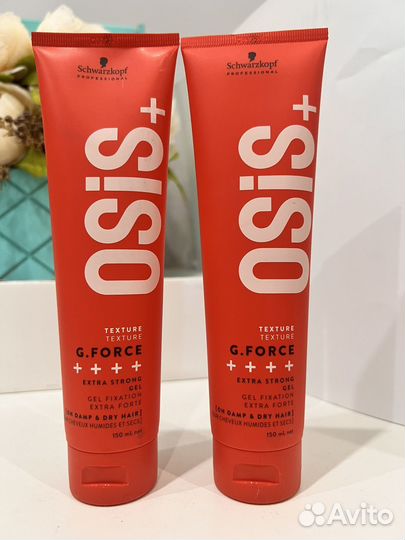 Schwarzkopf
PROFESSIONAL
OSiS+
TEXTURE
TEXTURE
G.FORCE
++++
EXTRA STRONG
GEL
GEL FIXATION
EXTRA FORTE
[ON DAMP & DRY HAIR]
CHEVEUX HUMIDES ET SECS]
150 mL net
Schwarzkopf
PROFESSIONAL
OSiS+
TEXTURE
TEXTURE
G.FORCE
++++
EXTRA STRONG
GEL
GEL FIXATION
EXTRA FORTE
[ON DAMP & DRY HAIR]
CHEVEUX HUMIDES ET SECS]
150 mL net
Avito